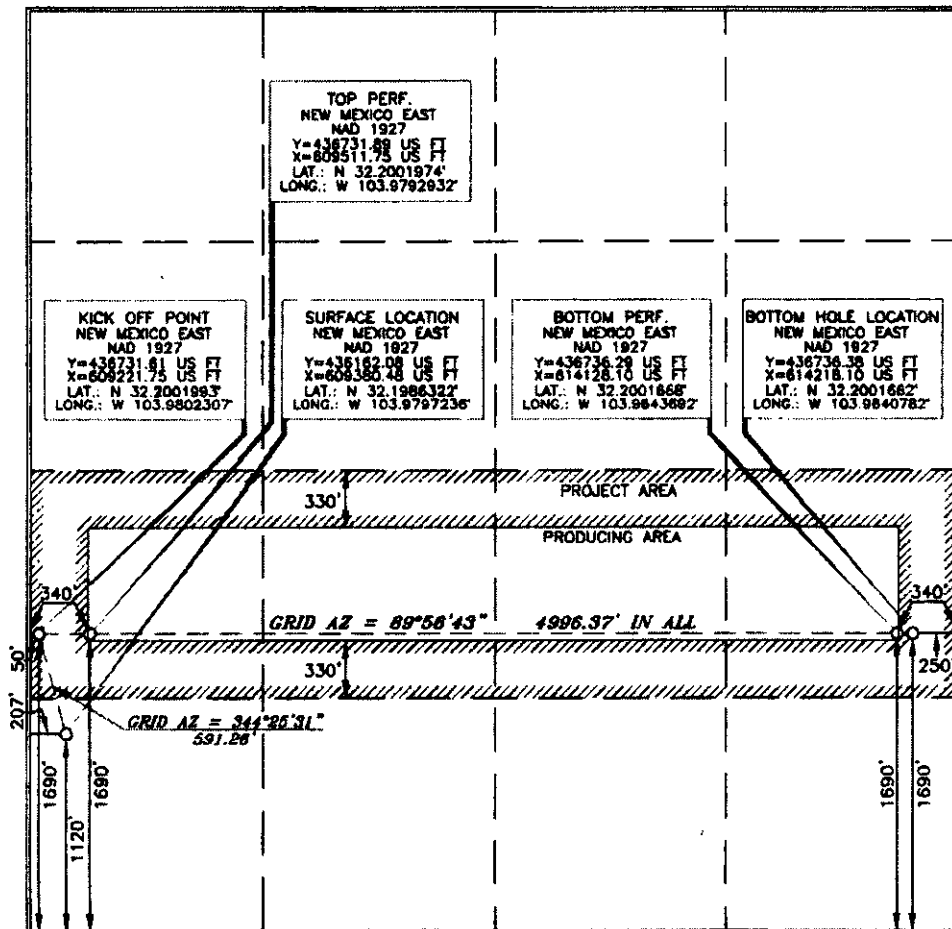 TOP PERF.
NEW MEXICO EAST
NAD 1927
Y=436731.89 US FT
X=609511.75 US FT
LAT.: N 32.2001974°
LONG.: W 103.9792932°
KICK OFF POINT
NEW MEXICO EAST
NAD 1927
Y=436731.61 US FT
X=609221.75 US FT
LAT.: N 32.2001993°
LONG.: W 103.9802307°
SURFACE LOCATION
NEW MEXICO EAST
NAD 1927
Y=436162.08 US FT
X=609380.48 US FT
LAT.: N 32.1986322°
LONG.: W 103.9797236°
BOTTOM PERF.
NEW MEXICO EAST
NAD 1927
Y=436736.29 US FT
X=614128.10 US FT
LAT.: N 32.2001668°
LONG.: W 103.9643692°
BOTTOM HOLE LOCATION
NEW MEXICO EAST
NAD 1927
Y=436736.38 US FT
X=614218.10 US FT
LAT.: N 32.2001662°
LONG.: W 103.9640782°
330'
PROJECT AREA
PRODUCING AREA
340'
340'
GRID AZ = 89°56'43" 4996.37' IN ALL
50'
250
330'
207'
GRID AZ = 344°25'31"
591.26'
1690'
1120'
1690'
1690'
1690'